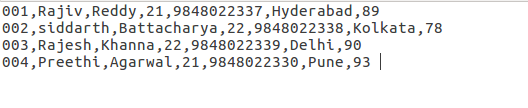 001,Rajiv,Reddy,21,9848022337,Hyderabad,89
002,siddarth,Battacharya,22,9848022338,Kolkata,78
003,Rajesh,Khanna,22,9848022339,Delhi,90
004,Preethi,Agarwal,21,9848022330,Pune,93